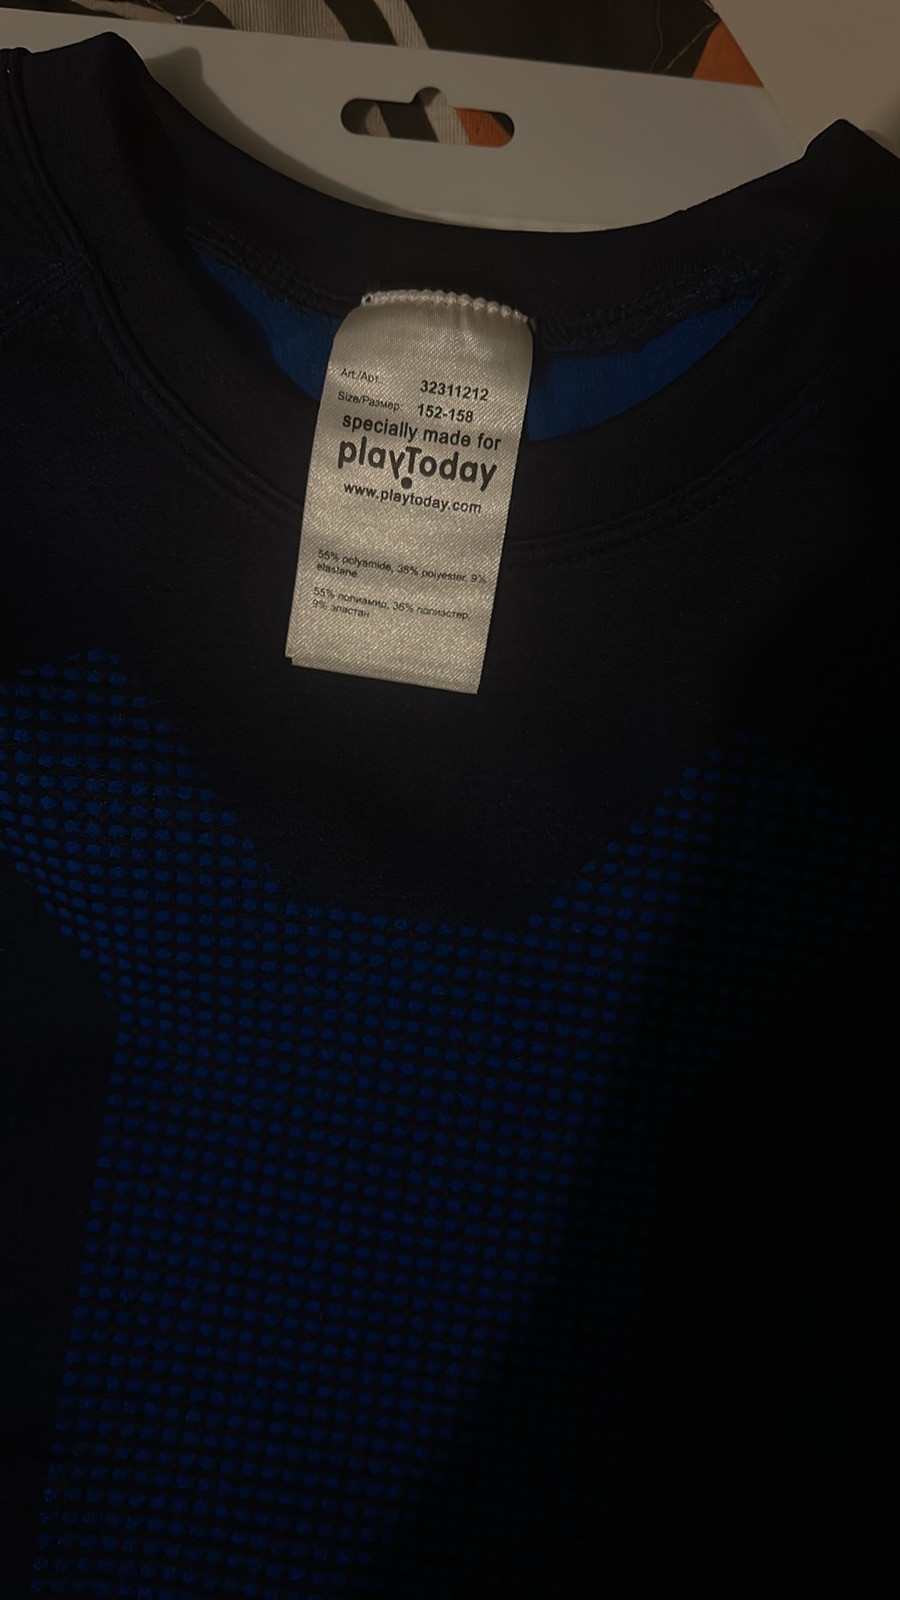 Art./Арт.: 32311212
Size/Размер: 152-158
specially made for
playToday
www.playtoday.com
55% polyamide, 36% polyester, 9%
elastane
55% полиамид, 36% полиэстер,
9% эластан